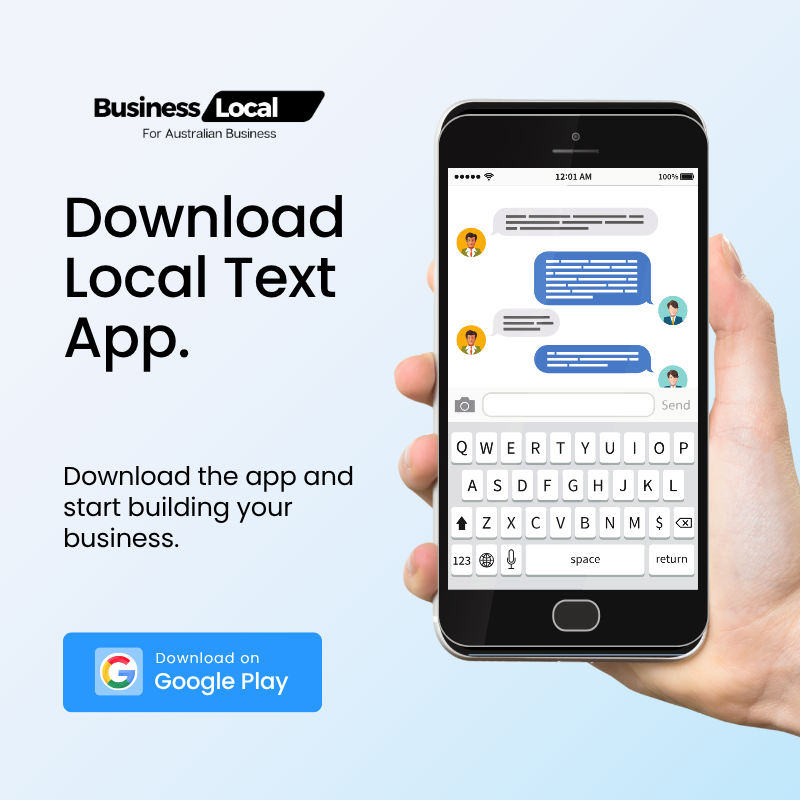 Business Local
For Australian Business
Download
Local Text
App.
Download the app and
start building your
business.
G
Download on
Google Play
12:01 AM
100%
Send
Q W E R T Y U I O P
A S D F G H J K L
Z X C V B N M $
123 space return